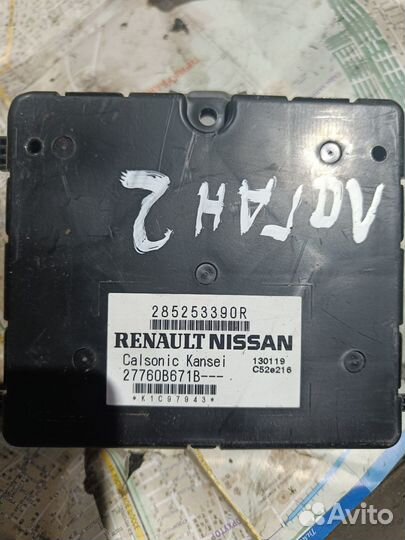 ЛОГАН 2
285253390R
RENAULT NISSAN
Calsonic Kansei
130119
27760B671B---
C52e216
*K1C97943*
Avito